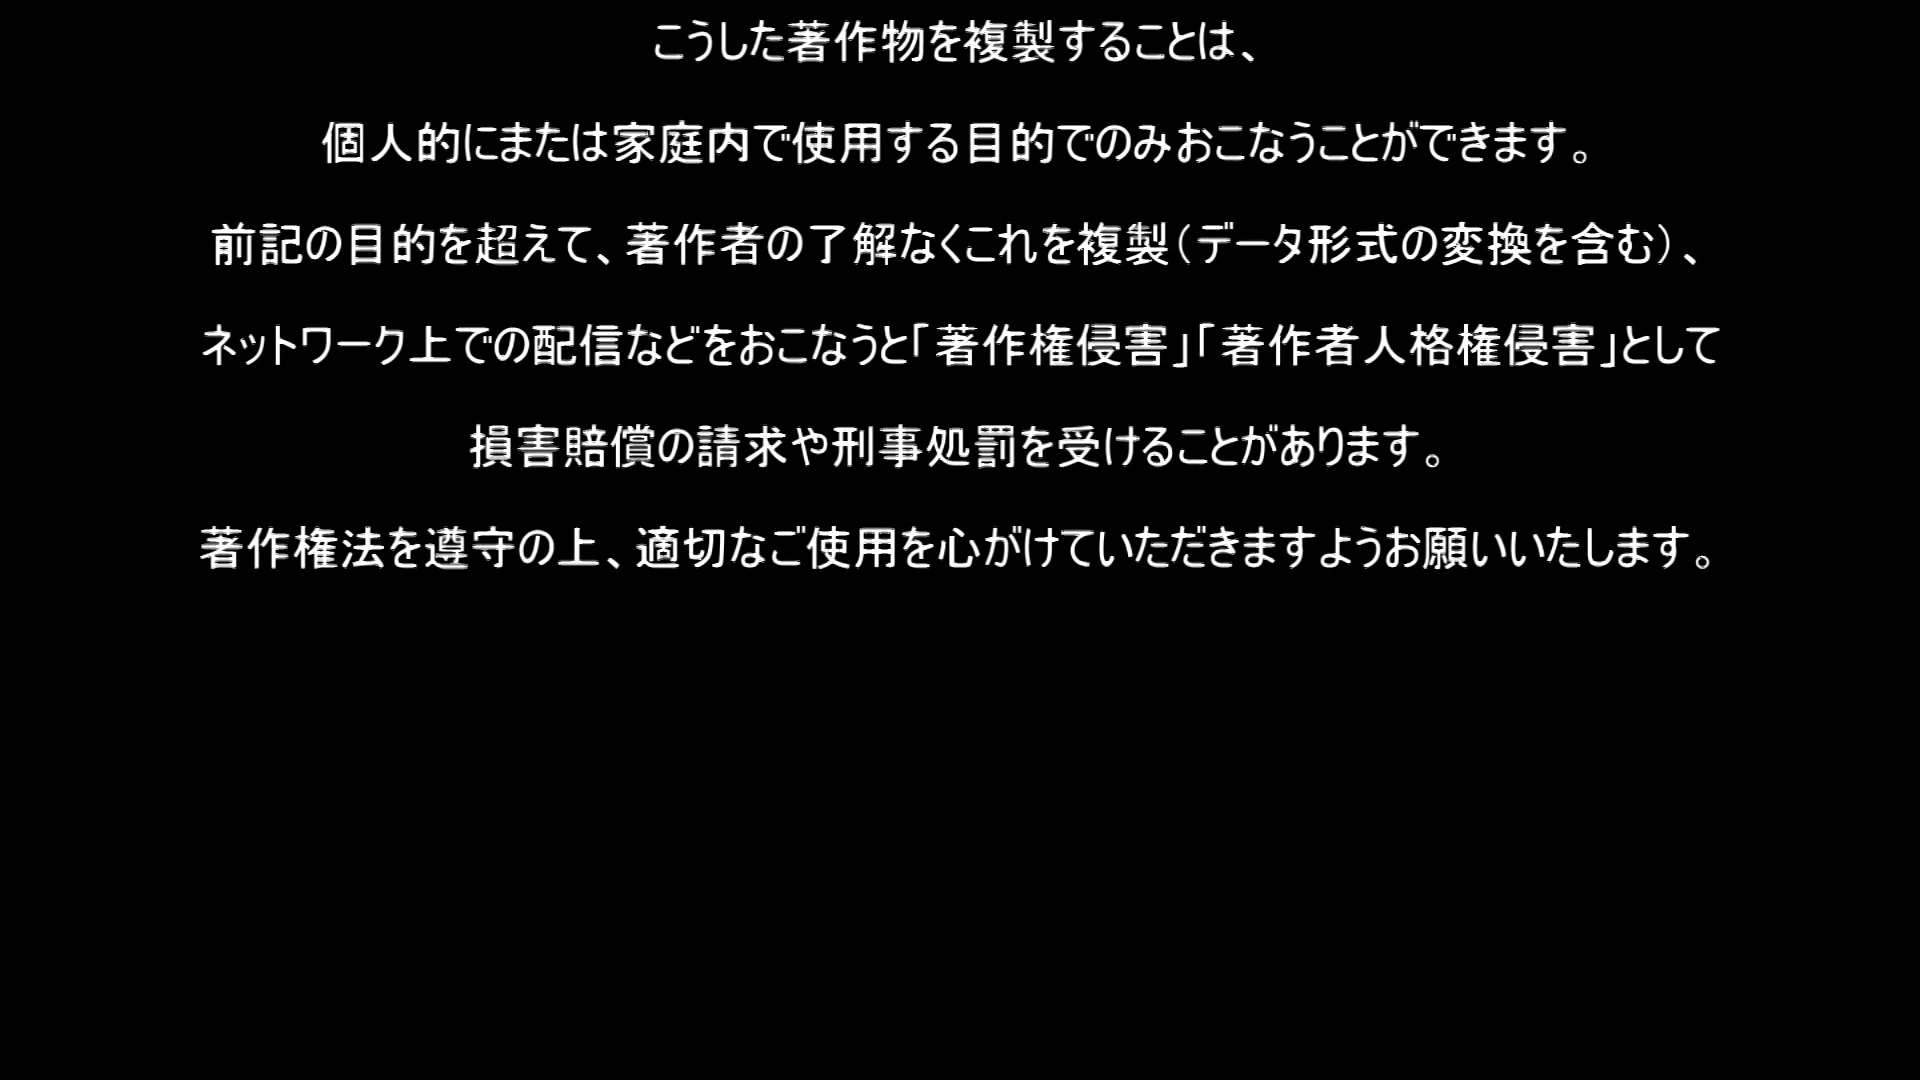 こうした著作物を複製することは、
個人的にまたは家庭内で使用する目的でのみおこなうことができます。
前記の目的を超えて、著作者の了解なくこれを複製（データ形式の変換を含む）、
ネットワーク上での配信などをおこなうと「著作権侵害」「著作者人格権侵害」として
損害賠償の請求や刑事処罰を受けることがあります。
著作権法を遵守の上、適切なご使用を心がけていただきますようお願いいたします。